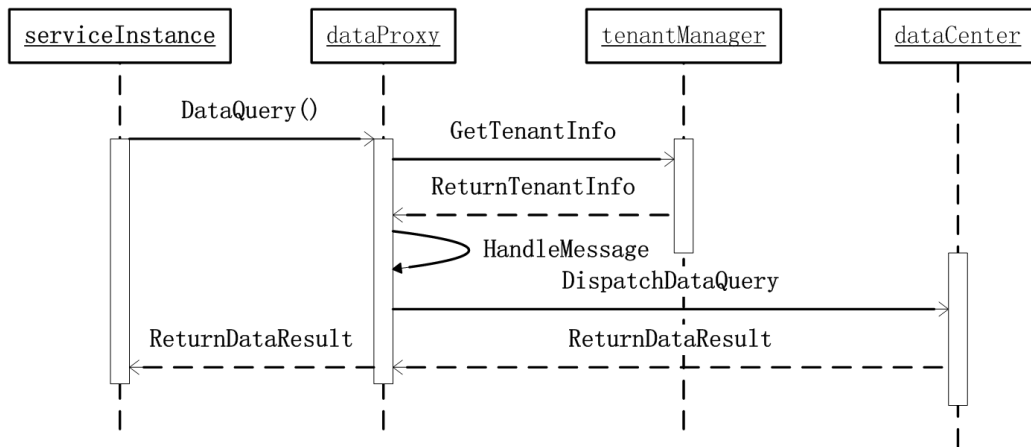 serviceInstance
dataProxy
tenantManager
dataCenter
DataQuery()
GetTenantInfo
ReturnTenantInfo
HandleMessage
DispatchDataQuery
ReturnDataResult
ReturnDataResult